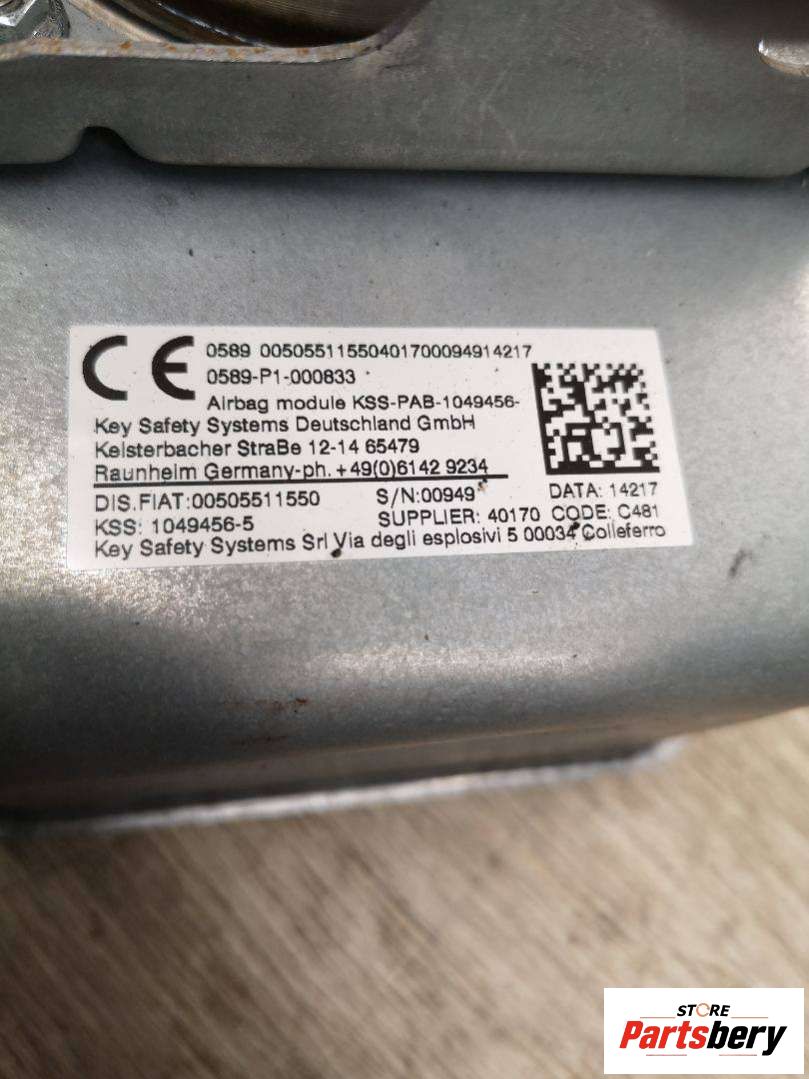 CE 0589 00505511550401700094914217
0589-P1-000833
Airbag module KSS-PAB-1049456-
Key Safety Systems Deutschland GmbH
Kelsterbacher StraBe 12-14 65479
Raunheim Germany-ph. +49(0)6142 9234
DIS.FIAT:00505511550 S/N:00949 DATA: 14217
KSS: 1049456-5 SUPPLIER: 40170 CODE: C481
Key Safety Systems Srl Via degli esplosivi 5 00034 Colleferro
STORE
Partsbery